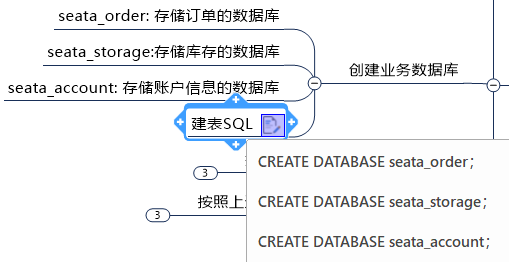 seata_order: 存储订单的数据库
seata_storage:存储库存的数据库
创建业务数据库
seata_account: 存储账户信息的数据库
建表SQL
3
3
按照上
CREATE DATABASE seata_order；
CREATE DATABASE seata_storage；
CREATE DATABASE seata_account；